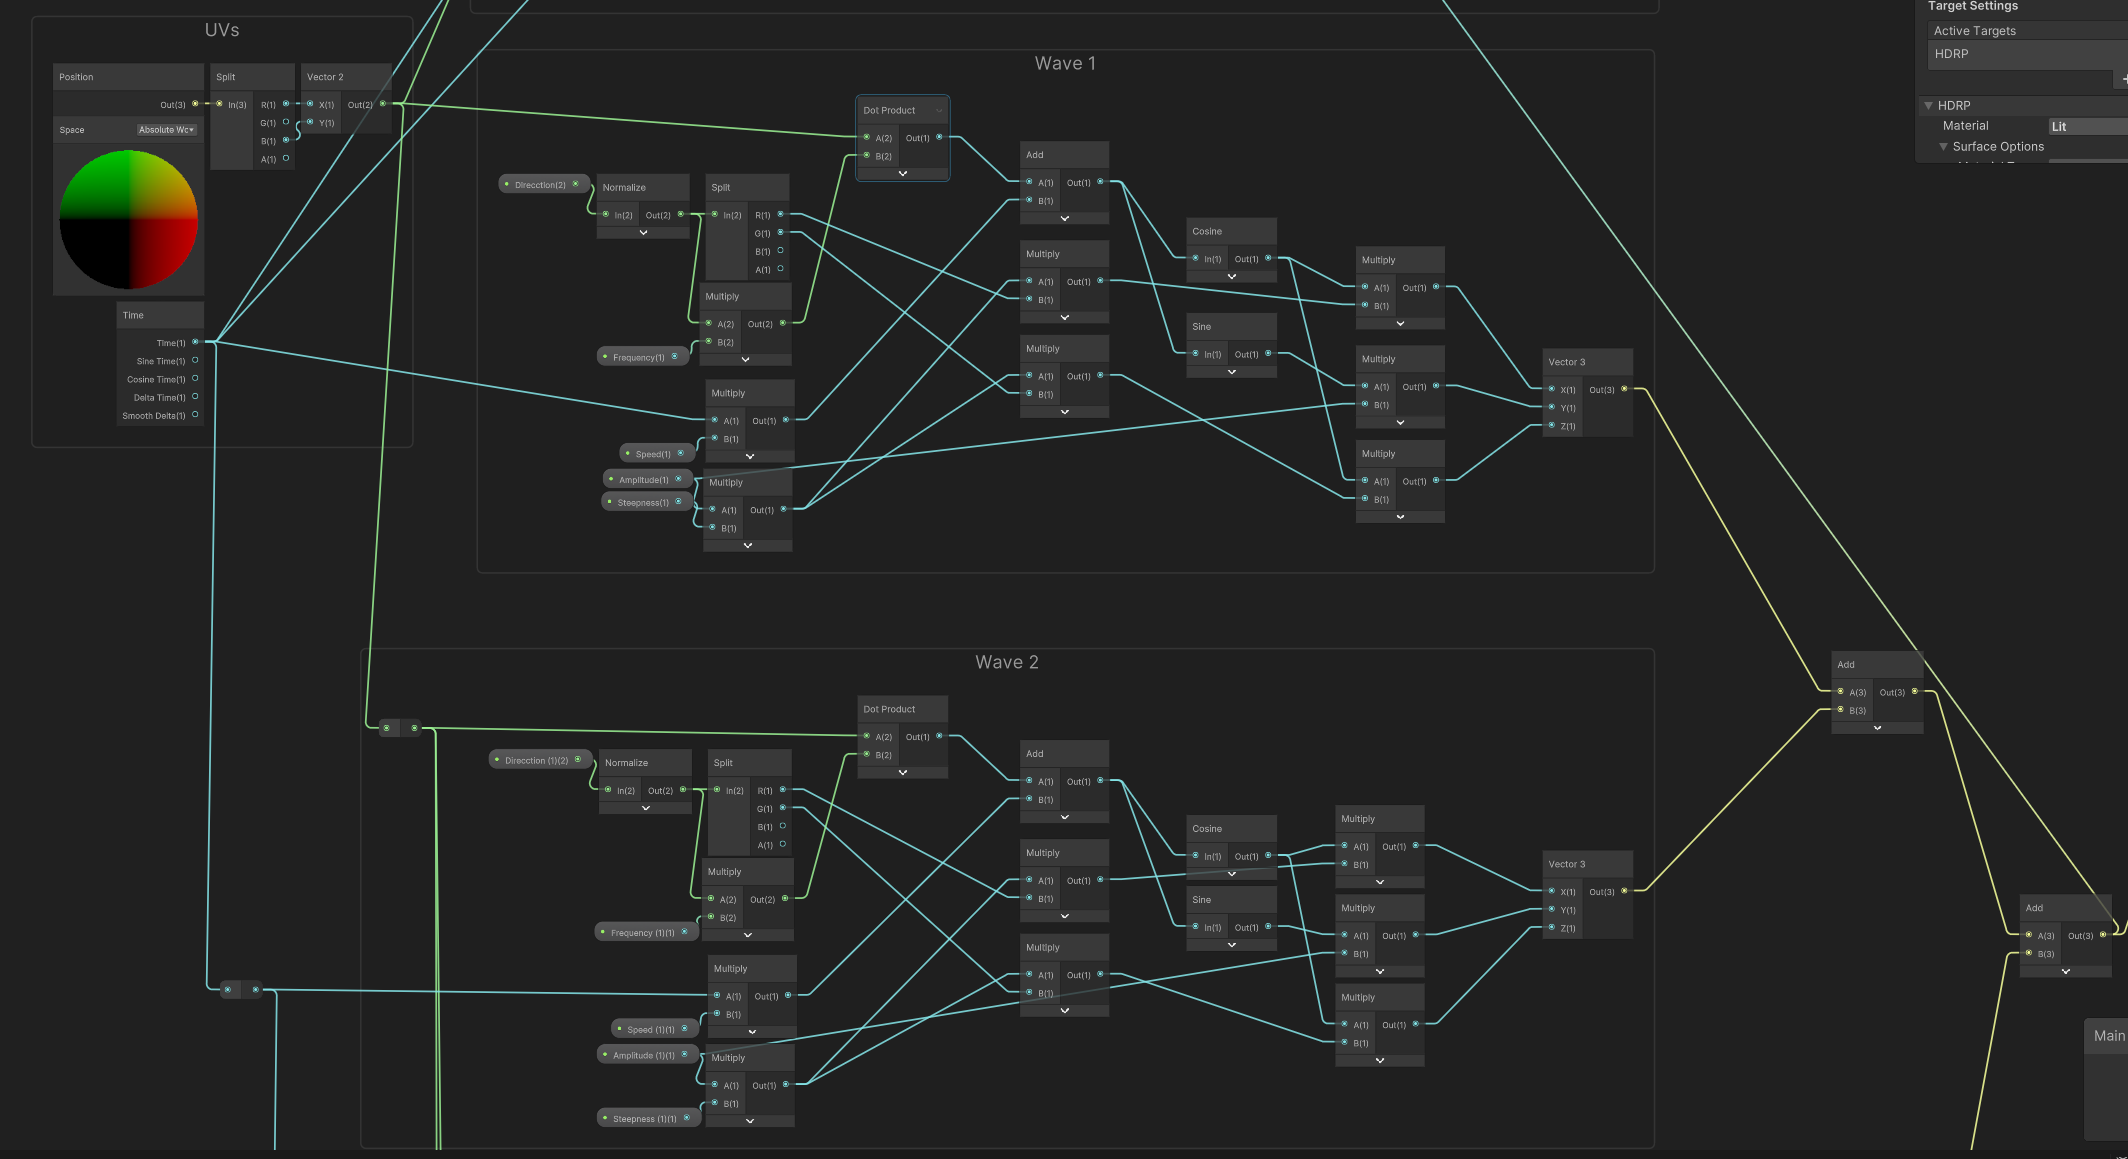 UVs
Position
Out(3)
Space
Absolute Wc
Split
In(3)
R(1)
G(1)
B(1)
A(1)
Vector 2
X(1)
Y(1)
Out(2)
Time
Time(1)
Sine Time(1)
Cosine Time(1)
Delta Time(1)
Smooth Delta(1)
Wave 1
Direcction(2)
Normalize
In(2)
Out(2)
Split
In(2)
R(1)
G(1)
B(1)
A(1)
Multiply
A(2)
Out(2)
B(2)
Frequency(1)
Multiply
A(1)
Out(1)
B(1)
Speed(1)
Amplitude(1)
Steepness(1)
Multiply
A(1)
Out(1)
B(1)
Dot Product
A(2)
Out(1)
B(2)
Add
A(1)
Out(1)
B(1)
Multiply
A(1)
Out(1)
B(1)
Multiply
A(1)
Out(1)
B(1)
Cosine
In(1)
Out(1)
Sine
In(1)
Out(1)
Multiply
A(1)
Out(1)
B(1)
Multiply
A(1)
Out(1)
B(1)
Multiply
A(1)
Out(1)
B(1)
Vector 3
X(1)
Out(3)
Y(1)
Z(1)
Wave 2
Direcction (1)(2)
Normalize
In(2)
Out(2)
Split
In(2)
R(1)
G(1)
B(1)
A(1)
Multiply
A(2)
Out(2)
B(2)
Frequency (1)(1)
Multiply
A(1)
Out(1)
B(1)
Speed (1)(1)
Amplitude (1)(1)
Multiply
A(1)
Out(1)
B(1)
Steepness (1)(1)
Dot Product
A(2)
Out(1)
B(2)
Add
A(1)
Out(1)
B(1)
Multiply
A(1)
Out(1)
B(1)
Multiply
A(1)
Out(1)
B(1)
Cosine
In(1)
Out(1)
Sine
In(1)
Out(1)
Multiply
A(1)
Out(1)
B(1)
Multiply
A(1)
Out(1)
B(1)
Multiply
A(1)
Out(1)
B(1)
Vector 3
X(1)
Out(3)
Y(1)
Z(1)
Add
A(3)
Out(3)
B(3)
Add
A(3)
Out(3)
B(3)
Target Settings
Active Targets
HDRP
HDRP
Material
Lit
Surface Options
Main